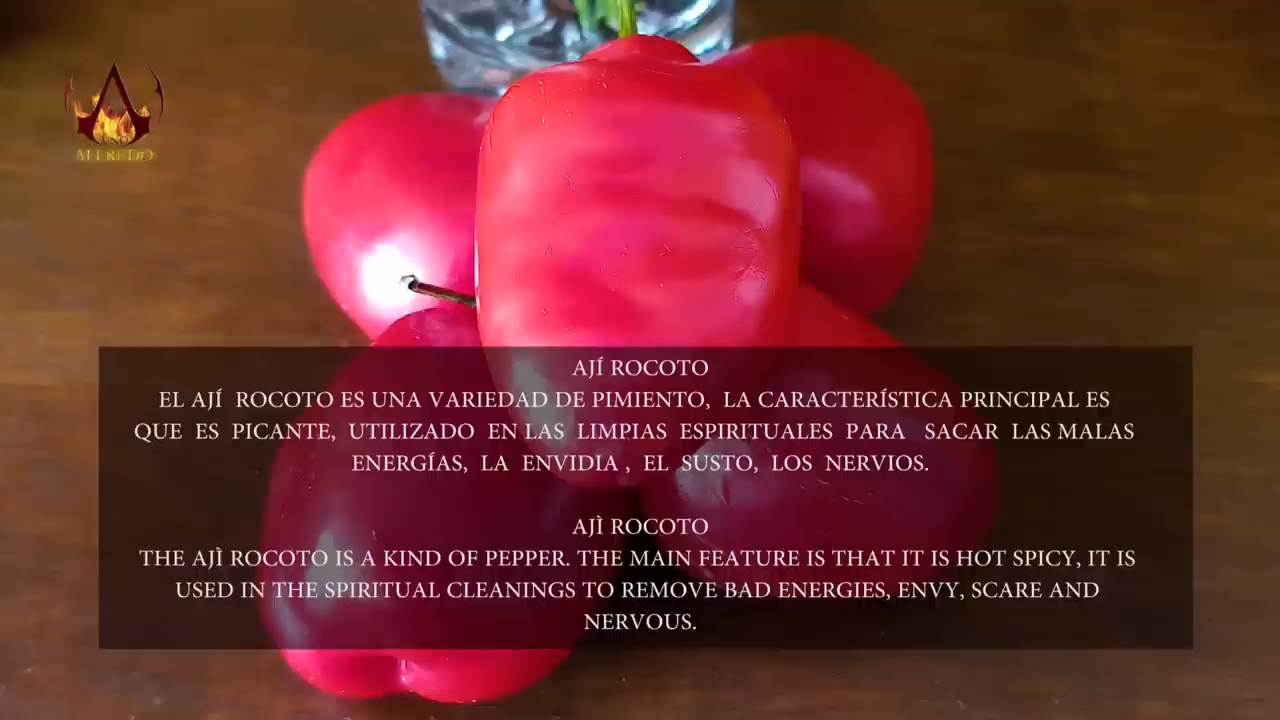 UNO
ALFREDO
AJÍ ROCOTO
EL AJÍ ROCOTO ES UNA VARIEDAD DE PIMIENTO, LA CARACTERÍSTICA PRINCIPAL ES
QUE ES PICANTE, UTILIZADO EN LAS LIMPIAS ESPIRITUALES PARA SACAR LAS MALAS
ENERGÍAS, LA ENVIDIA , EL SUSTO, LOS NERVIOS.
AJÌ ROCOTO
THE AJÌ ROCOTO IS A KIND OF PEPPER. THE MAIN FEATURE IS THAT IT IS HOT SPICY, IT IS
USED IN THE SPIRITUAL CLEANINGS TO REMOVE BAD ENERGIES, ENVY, SCARE AND
NERVOUS.